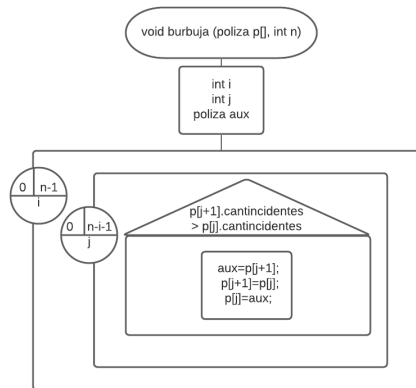 void burbuja (poliza p[], int n)
int i
int j
poliza aux
0 n-1
i
0 n-i-1
j
p[j+1].cantincidentes
> p[j].cantincidentes
aux=p[j+1];
p[j+1]=p[j];
p[j]=aux;